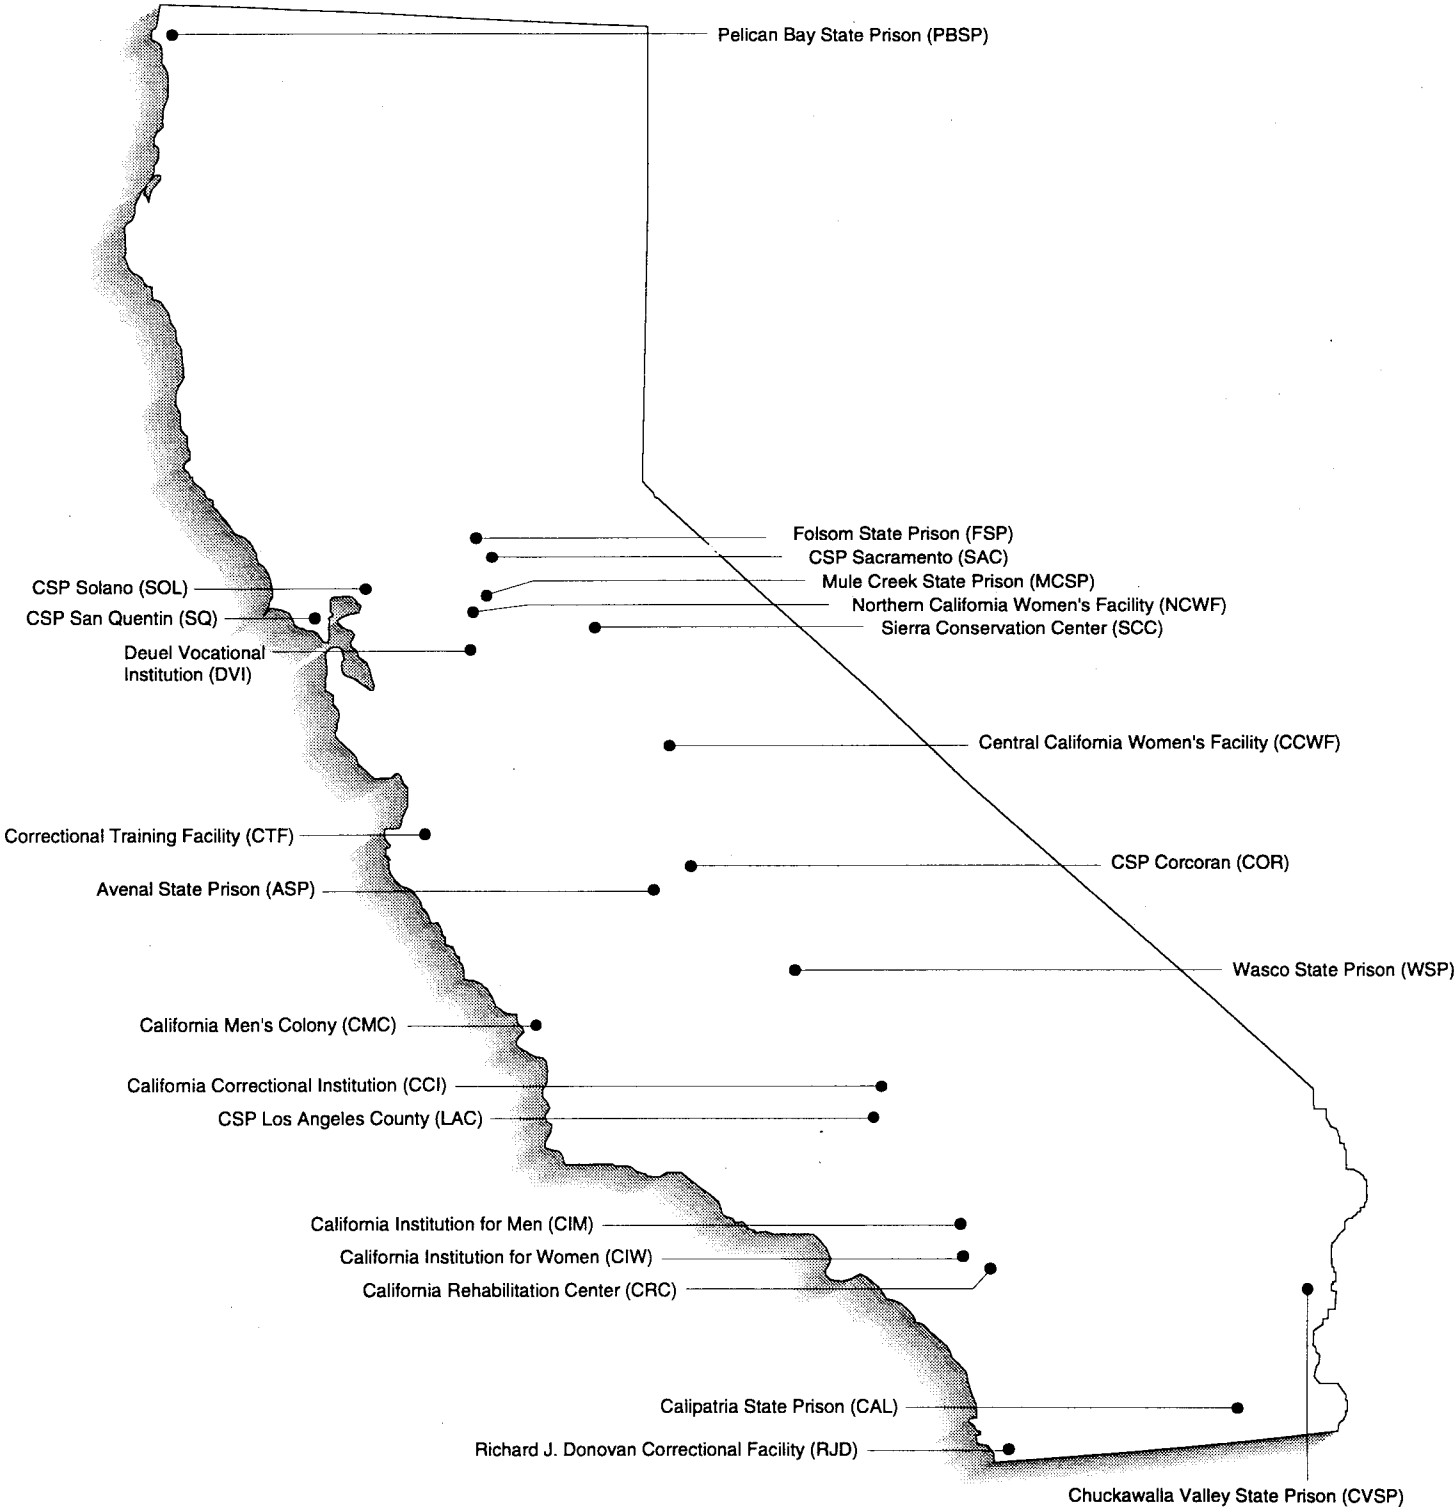 Pelican Bay State Prison (PBSP)
Folsom State Prison (FSP)
CSP Sacramento (SAC)
Mule Creek State Prison (MCSP)
CSP Solano (SOL)
Northern California Women's Facility (NCWF)
CSP San Quentin (SQ)
Sierra Conservation Center (SCC)
Deuel Vocational
Institution (DVI)
Central California Women's Facility (CCWF)
Correctional Training Facility (CTF)
CSP Corcoran (COR)
Avenal State Prison (ASP)
Wasco State Prison (WSP)
California Men's Colony (CMC)
California Correctional Institution (CCI)
CSP Los Angeles County (LAC)
California Institution for Men (CIM)
California Institution for Women (CIW)
California Rehabilitation Center (CRC)
Calipatria State Prison (CAL)
Richard J. Donovan Correctional Facility (RJD)
Chuckawalla Valley State Prison (CVSP)